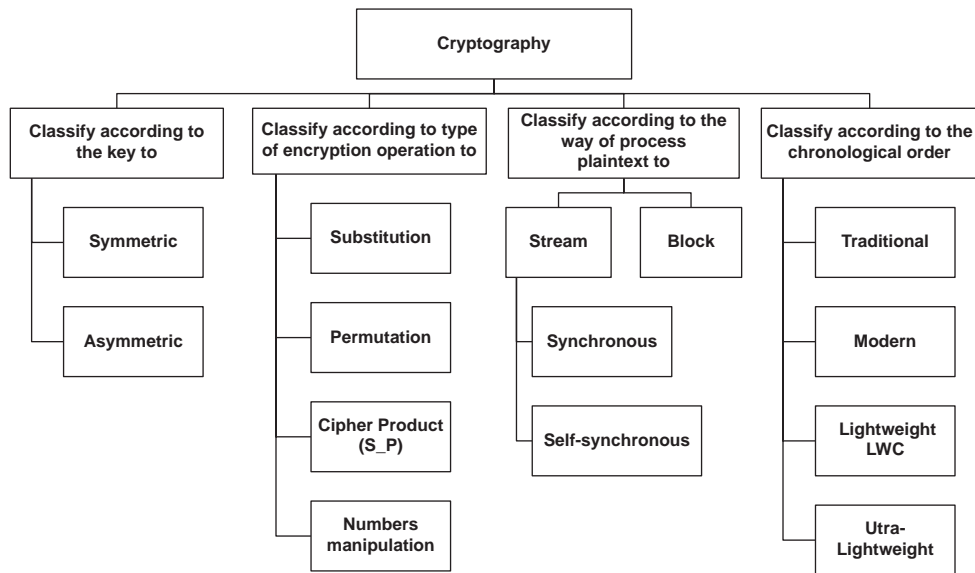 Cryptography
Classify according to
the key to
Symmetric
Asymmetric
Classify according to type
of encryption operation to
Substitution
Permutation
Cipher Product
(S_P)
Numbers
manipulation
Classify according to the
way of process
plaintext to
Stream
Block
Synchronous
Self-synchronous
Classify according to the
chronological order
Traditional
Modern
Lightweight
LWC
Utra-
Lightweight